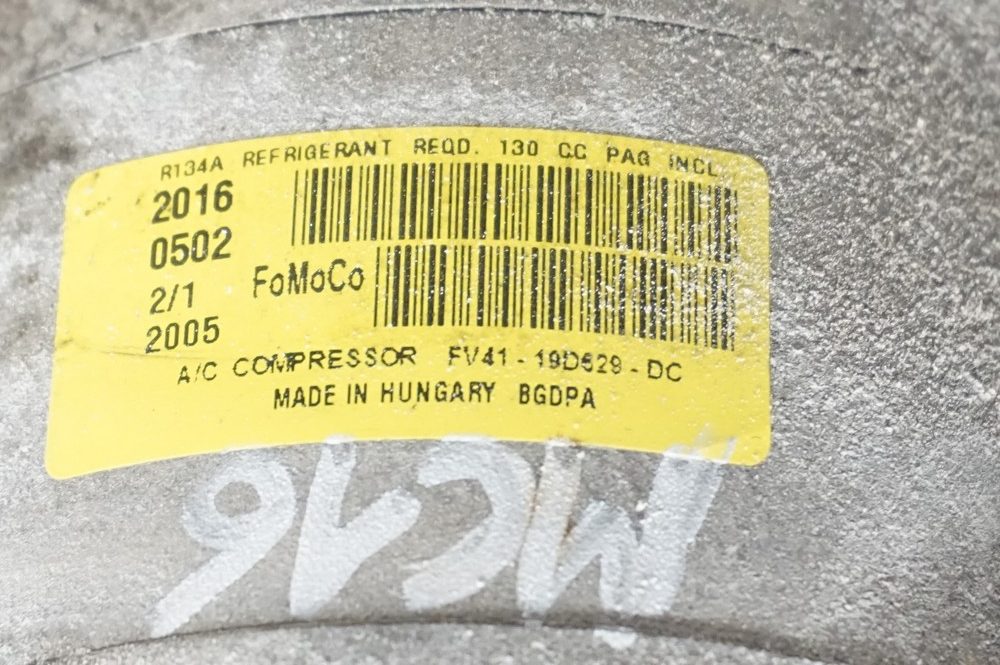 R134A REFRIGERANT REQD. 130 CC PAG INCL
2016
0502
2/1
2005
FoMoCo
A/C COMPRESSOR FV41-19D629-DC
MADE IN HUNGARY BGDPA
MC16